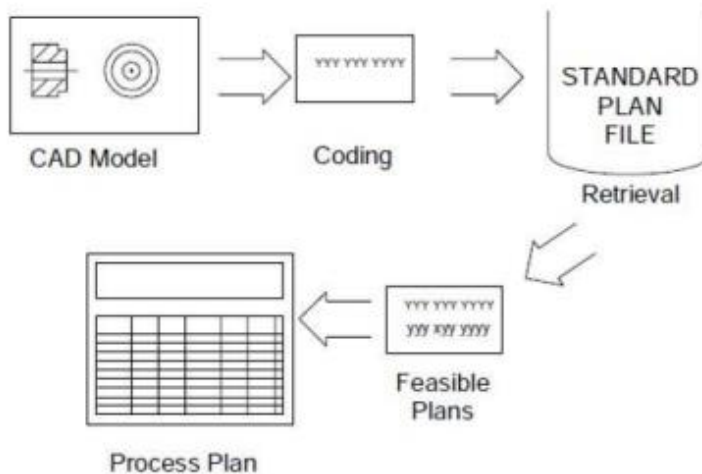 YYY YYY YYYY
STANDARD
PLAN
FILE
CAD Model
Coding
Retrieval
YYY YYY YYYY
yyy xyy yyyy
Feasible
Plans
Process Plan